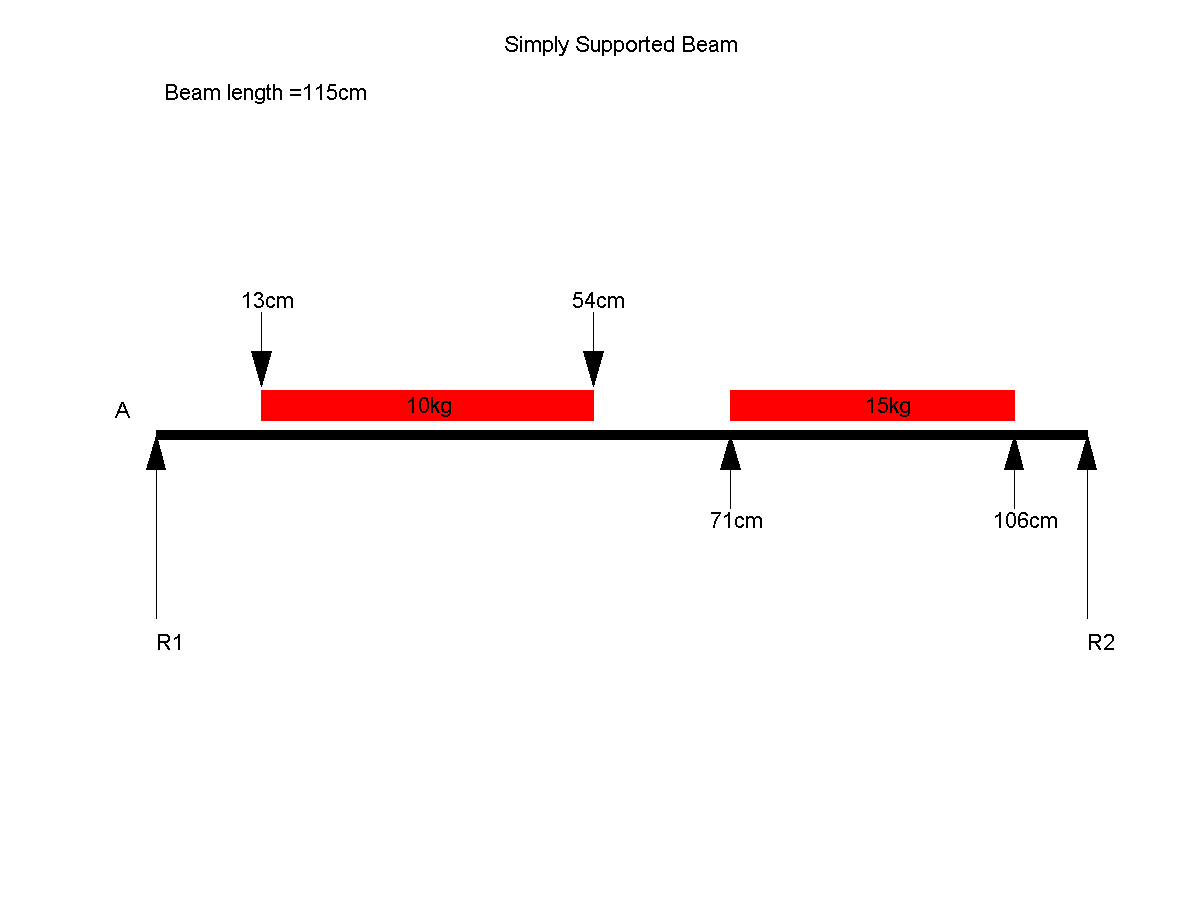 Simply Supported Beam
Beam length =115cm
13cm
54cm
A
10kg
15kg
71cm
106cm
R1
R2